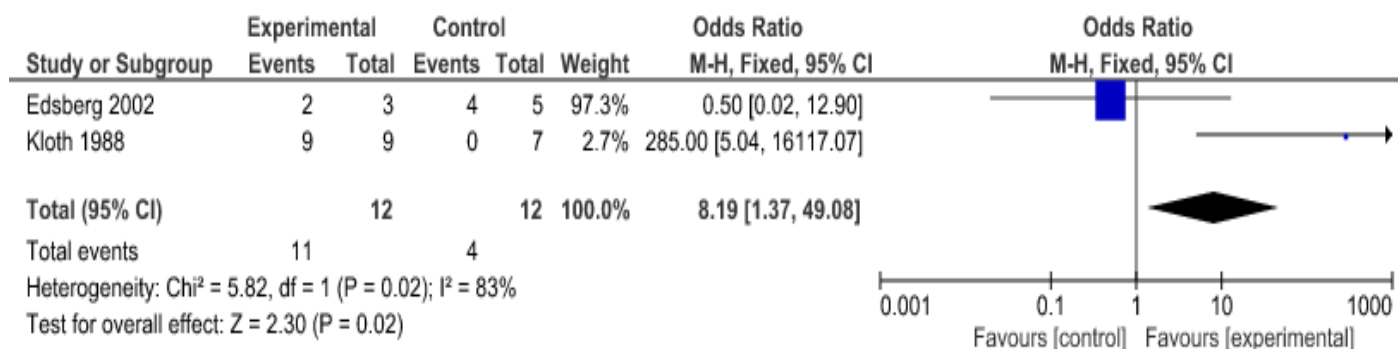 Experimental Control Odds Ratio Odds Ratio
Study or Subgroup Events Total Events Total Weight M-H, Fixed, 95% CI M-H, Fixed, 95% CI
Edsberg 2002 2 3 4 5 97.3% 0.50 [0.02, 12.90]
Kloth 1988 9 9 0 7 2.7% 285.00 [5.04, 16117.07]
Total (95% CI) 12 12 100.0% 8.19 [1.37, 49.08]
Total events 11 4
Heterogeneity: Chi² = 5.82, df = 1 (P = 0.02); I² = 83%
Test for overall effect: Z = 2.30 (P = 0.02)
0.001 0.1 1 10 1000
Favours [control] Favours [experimental]